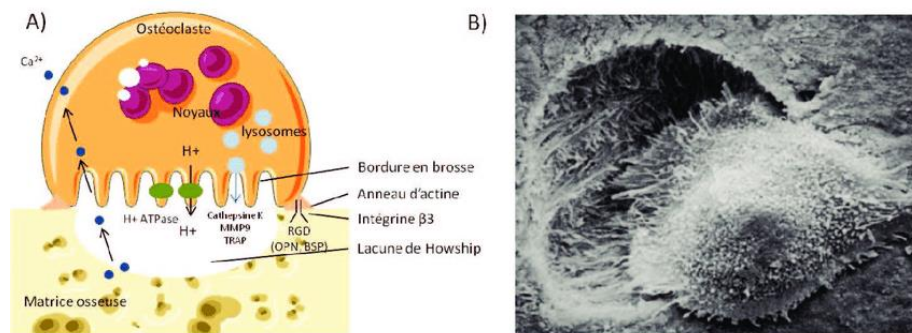 A)
B)
Ostéoclaste
Ca²⁺
Noyaux
lysosomes
H+
Bordure en brosse
Anneau d'actine
H+ ATPase
H+
Cathepsine K
MMP9
TRAP
Intégrine β3
RGD
(OPN, BSP)
Lacune de Howship
Matrice osseuse